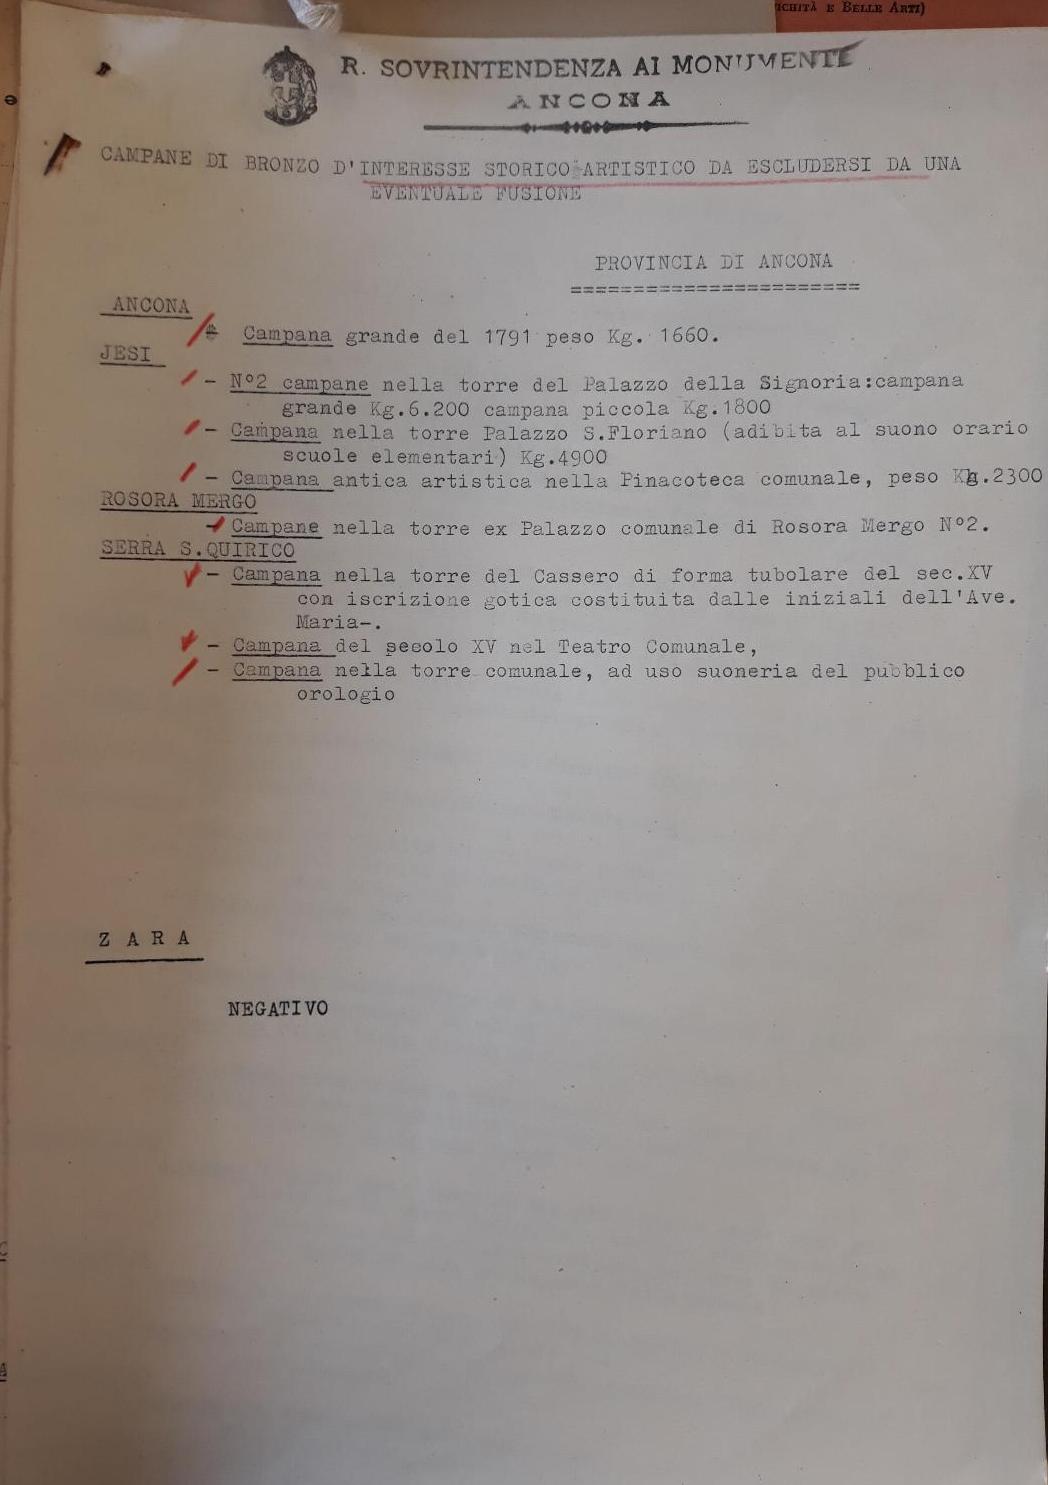 ICHITÀ E BELLE ARTI)
R. SOVRINTENDENZA AI MONUMENTI
ANCONA
CAMPANE DI BRONZO D'INTERESSE STORICO-ARTISTICO DA ESCLUDERSI DA UNA
EVENTUALE FUSIONE
PROVINCIA DI ANCONA
========================
ANCONA
Campana grande del 1791 peso Kg. 1660.
JESI
- N°2 campane nella torre del Palazzo della Signoria:campana
grande Kg.6.200 campana piccola Kg.1800
- Campana nella torre Palazzo S.Floriano (adibita al suono orario
scuole elementari) Kg.4900
- Campana antica artistica nella Pinacoteca comunale, peso Kg.2300
ROSORA MERGO
- Campane nella torre ex Palazzo comunale di Rosora Mergo N°2.
SERRA S.QUIRICO
- Campana nella torre del Cassero di forma tubolare del sec.XV
con iscrizione gotica costituita dalle iniziali dell'Ave.
Maria-.
- Campana del secolo XV nel Teatro Comunale,
- Campana nella torre comunale, ad uso suoneria del pubblico
orologio
Z A R A
NEGATIVO